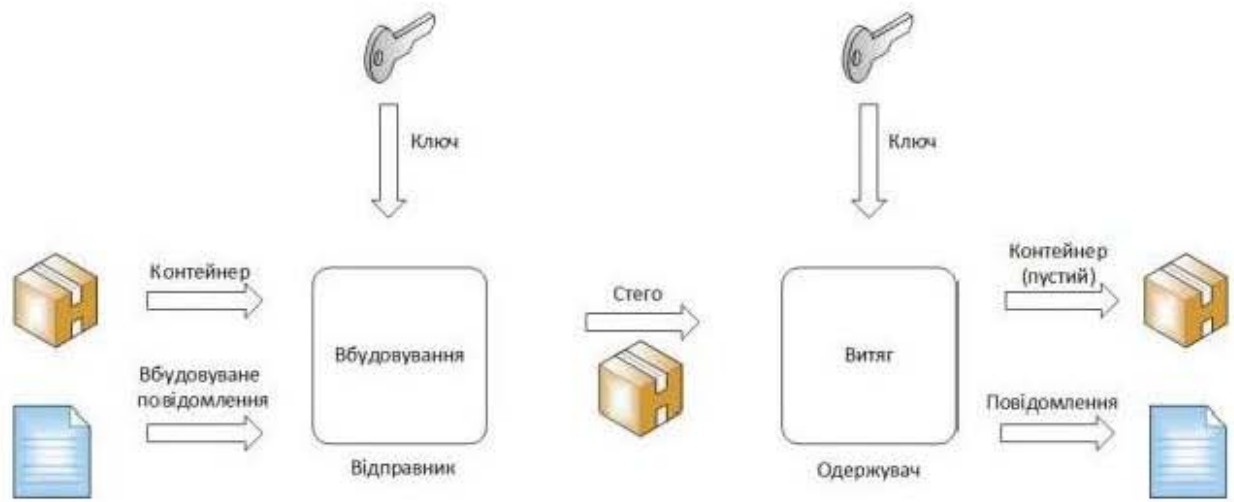 Ключ
Ключ
Контейнер
Вбудовуване
повідомлення
Вбудовування
Відправник
Стего
Витяг
Одержувач
Контейнер
(пустий)
Повідомлення